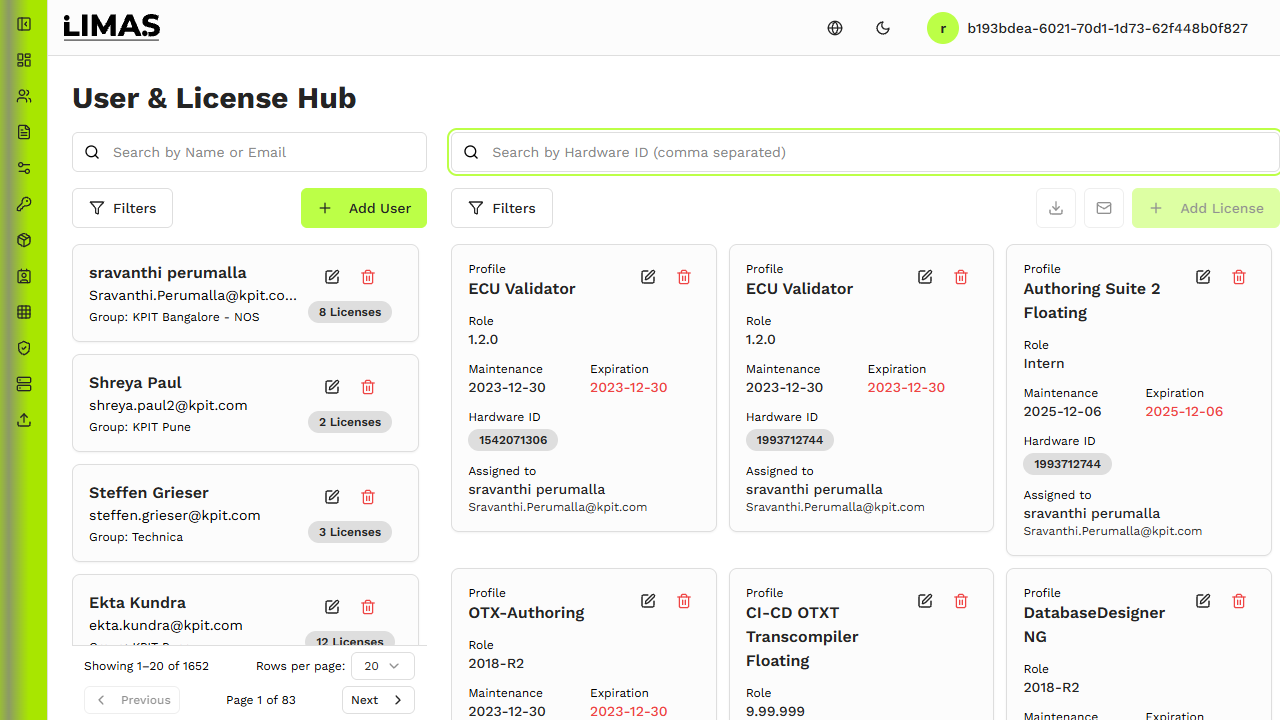 LIMAS
r
b193bdea-6021-70d1-1d73-62f448b0f827
User & License Hub
Search by Name or Email
Search by Hardware ID (comma separated)
Filters
Add User
Filters
Add License
sravanthi perumalla
Sravanthi.Perumalla@kpit.co...
Group: KPIT Bangalore - NOS
8 Licenses
Shreya Paul
shreya.paul2@kpit.com
Group: KPIT Pune
2 Licenses
Steffen Grieser
steffen.grieser@kpit.com
Group: Technica
3 Licenses
Ekta Kundra
ekta.kundra@kpit.com
12 Licenses
Showing 1–20 of 1652
Rows per page:
20
Previous
Page 1 of 83
Next
Profile
ECU Validator
Role
1.2.0
Maintenance
Expiration
2023-12-30
2023-12-30
Hardware ID
1542071306
Assigned to
sravanthi perumalla
Sravanthi.Perumalla@kpit.com
Profile
ECU Validator
Role
1.2.0
Maintenance
Expiration
2023-12-30
2023-12-30
Hardware ID
1993712744
Assigned to
sravanthi perumalla
Sravanthi.Perumalla@kpit.com
Profile
Authoring Suite 2
Floating
Role
Intern
Maintenance
Expiration
2025-12-06
2025-12-06
Hardware ID
1993712744
Assigned to
sravanthi perumalla
Sravanthi.Perumalla@kpit.com
Profile
OTX-Authoring
Role
2018-R2
Maintenance
Expiration
2023-12-30
2023-12-30
Profile
CI-CD OTXT
Transcompiler
Floating
Role
9.99.999
Profile
DatabaseDesigner
NG
Role
2018-R2
Maintenance
Expiration